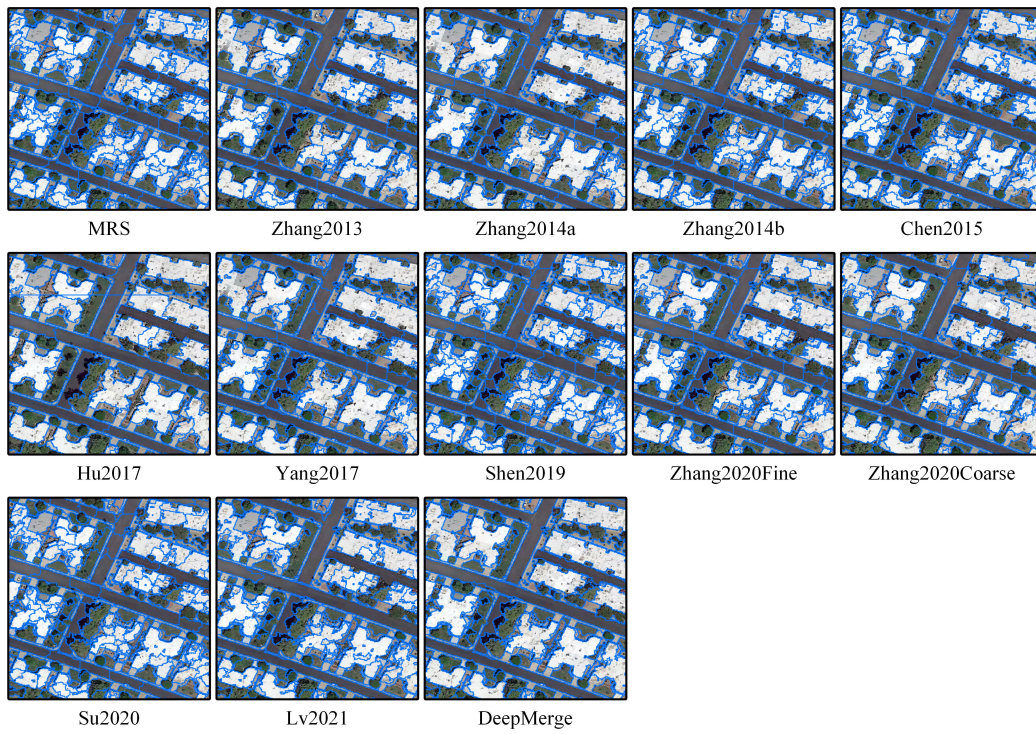 MRS
Zhang2013
Zhang2014a
Zhang2014b
Chen2015
Hu2017
Yang2017
Shen2019
Zhang2020Fine
Zhang2020Coarse
Su2020
Lv2021
DeepMerge